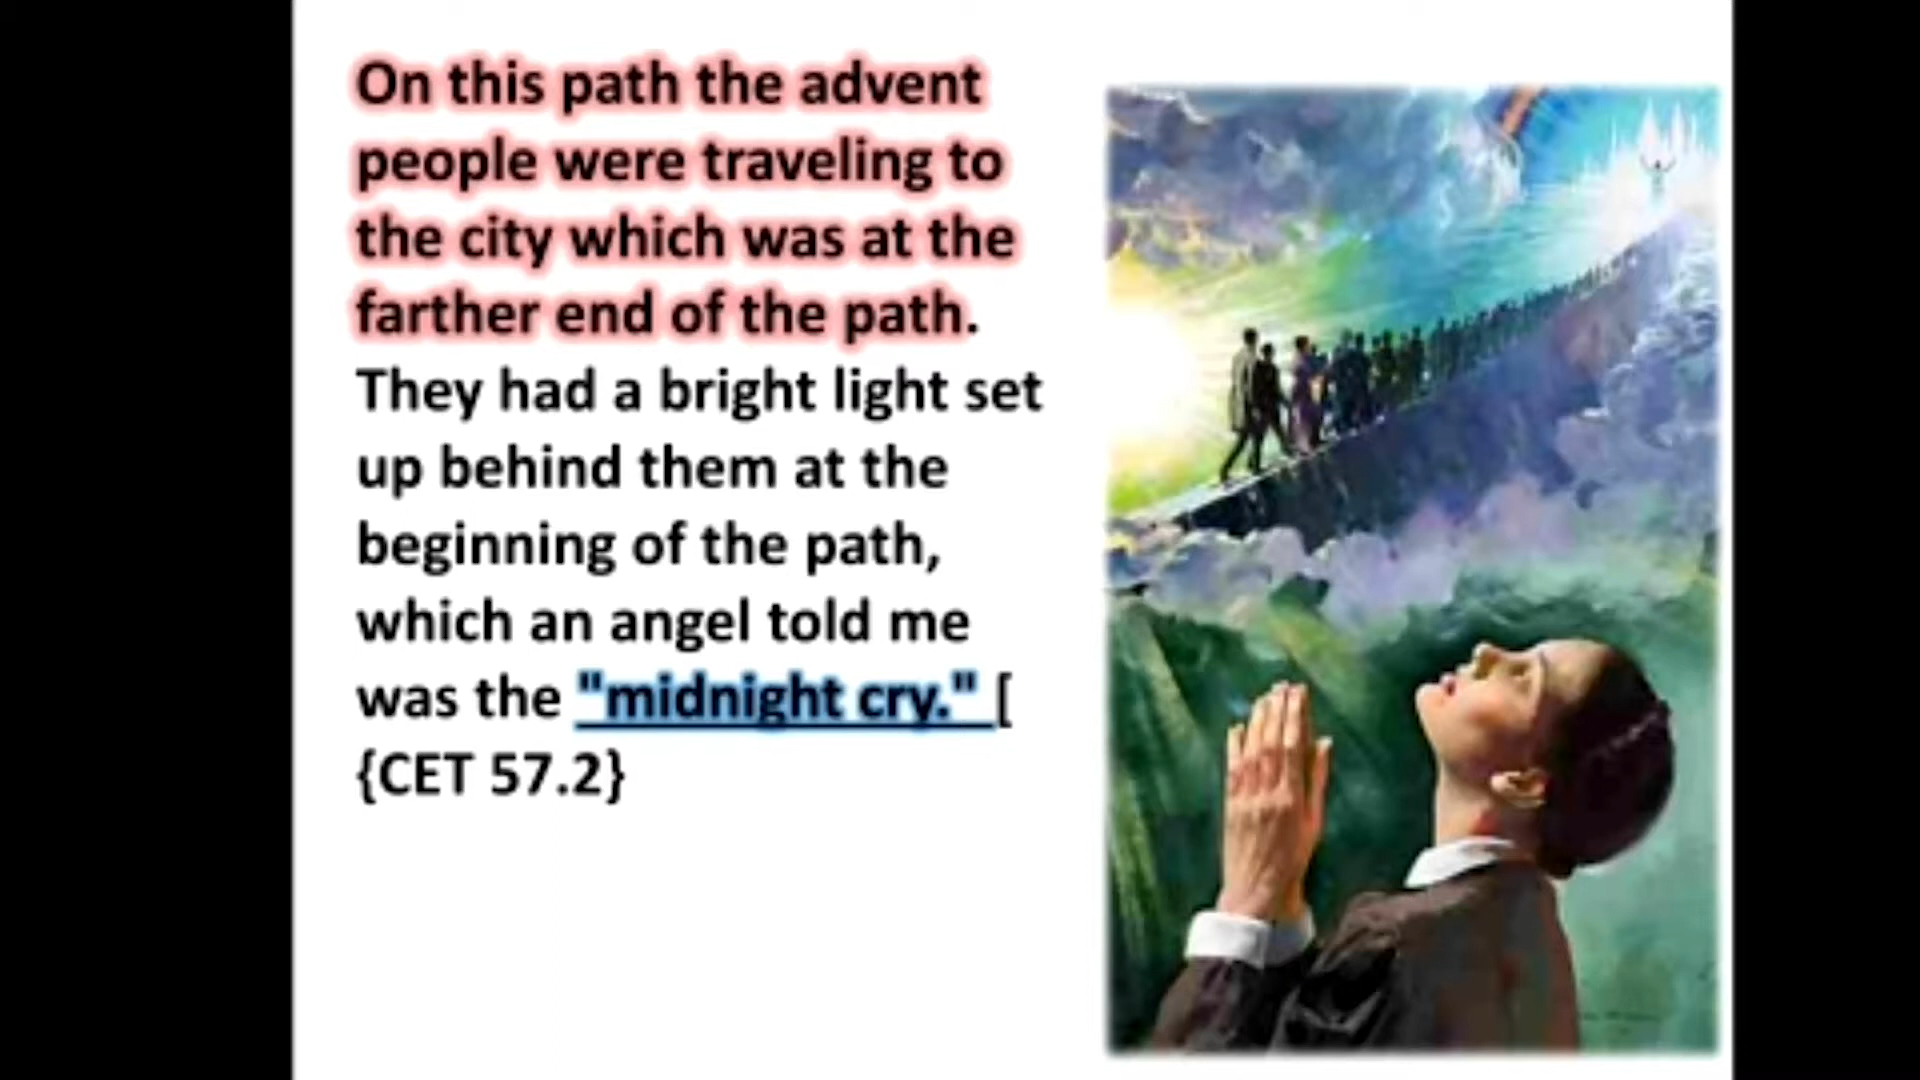 On this path the advent
people were traveling to
the city which was at the
farther end of the path.
They had a bright light set
up behind them at the
beginning of the path,
which an angel told me
was the "midnight cry." [
{CET 57.2}